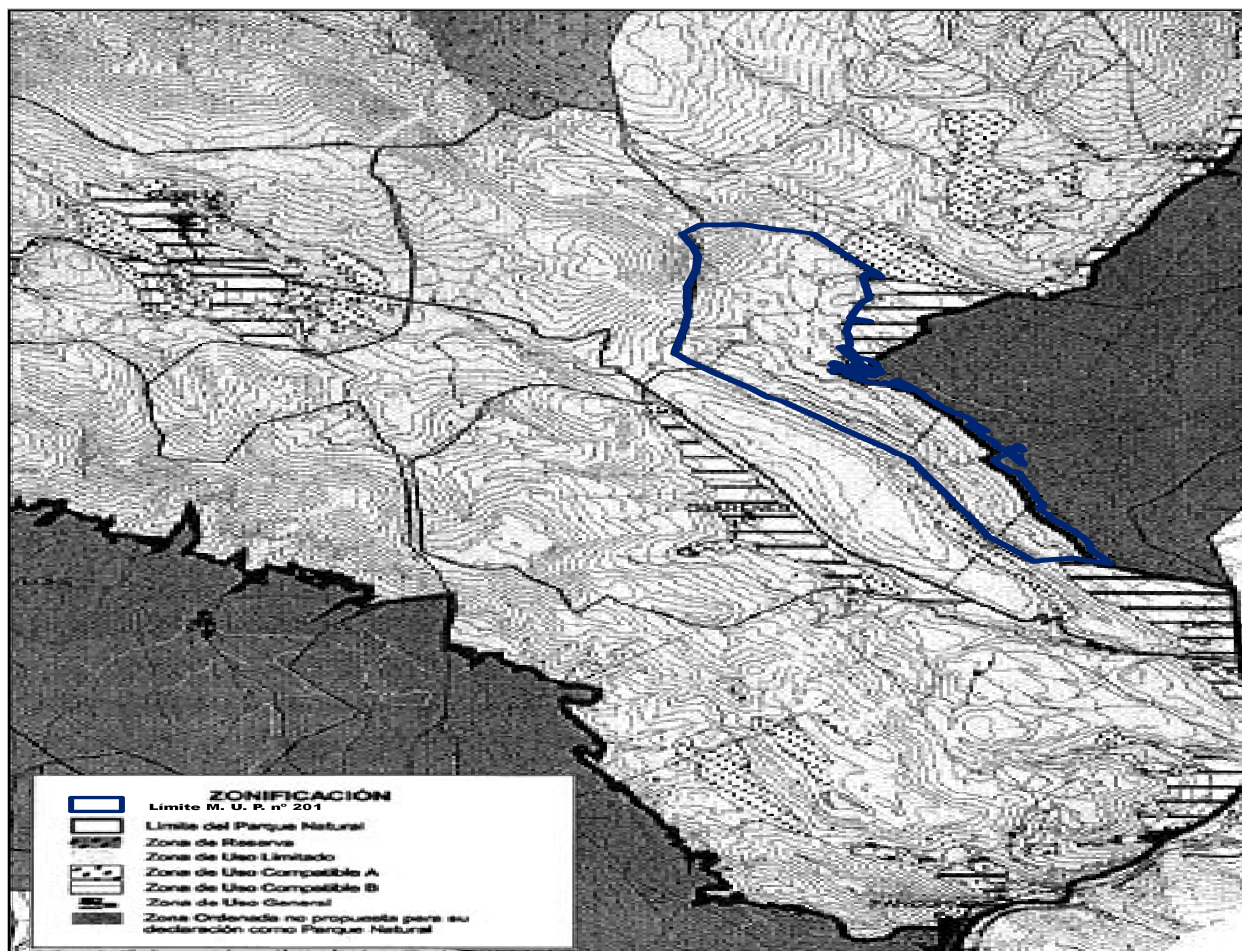 ZONIFICACIÓN
Límite M. U. P. nº 201
Límite del Parque Natural
Zona de Reserva
Zona de Uso Limitado
Zona de Uso Compatible A
Zona de Uso Compatible B
Zona de Uso General
Zona Ordenada no propuesta para su
declaración como Parque Natural